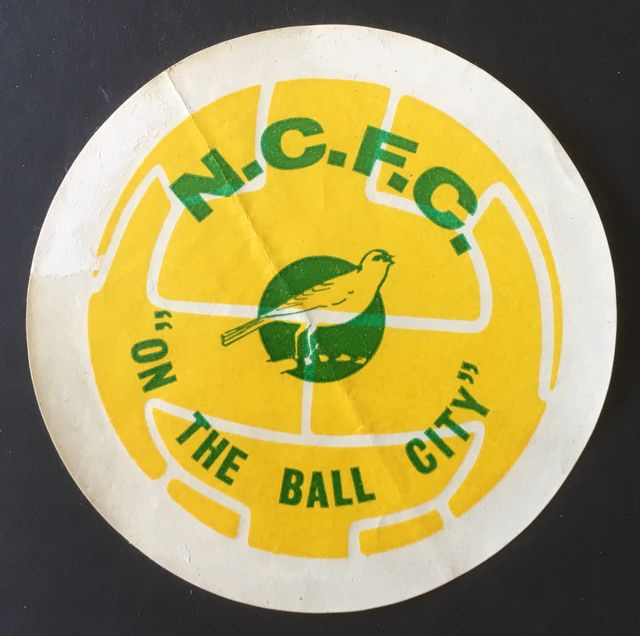 N.C.F.C.
"ON THE BALL CITY"